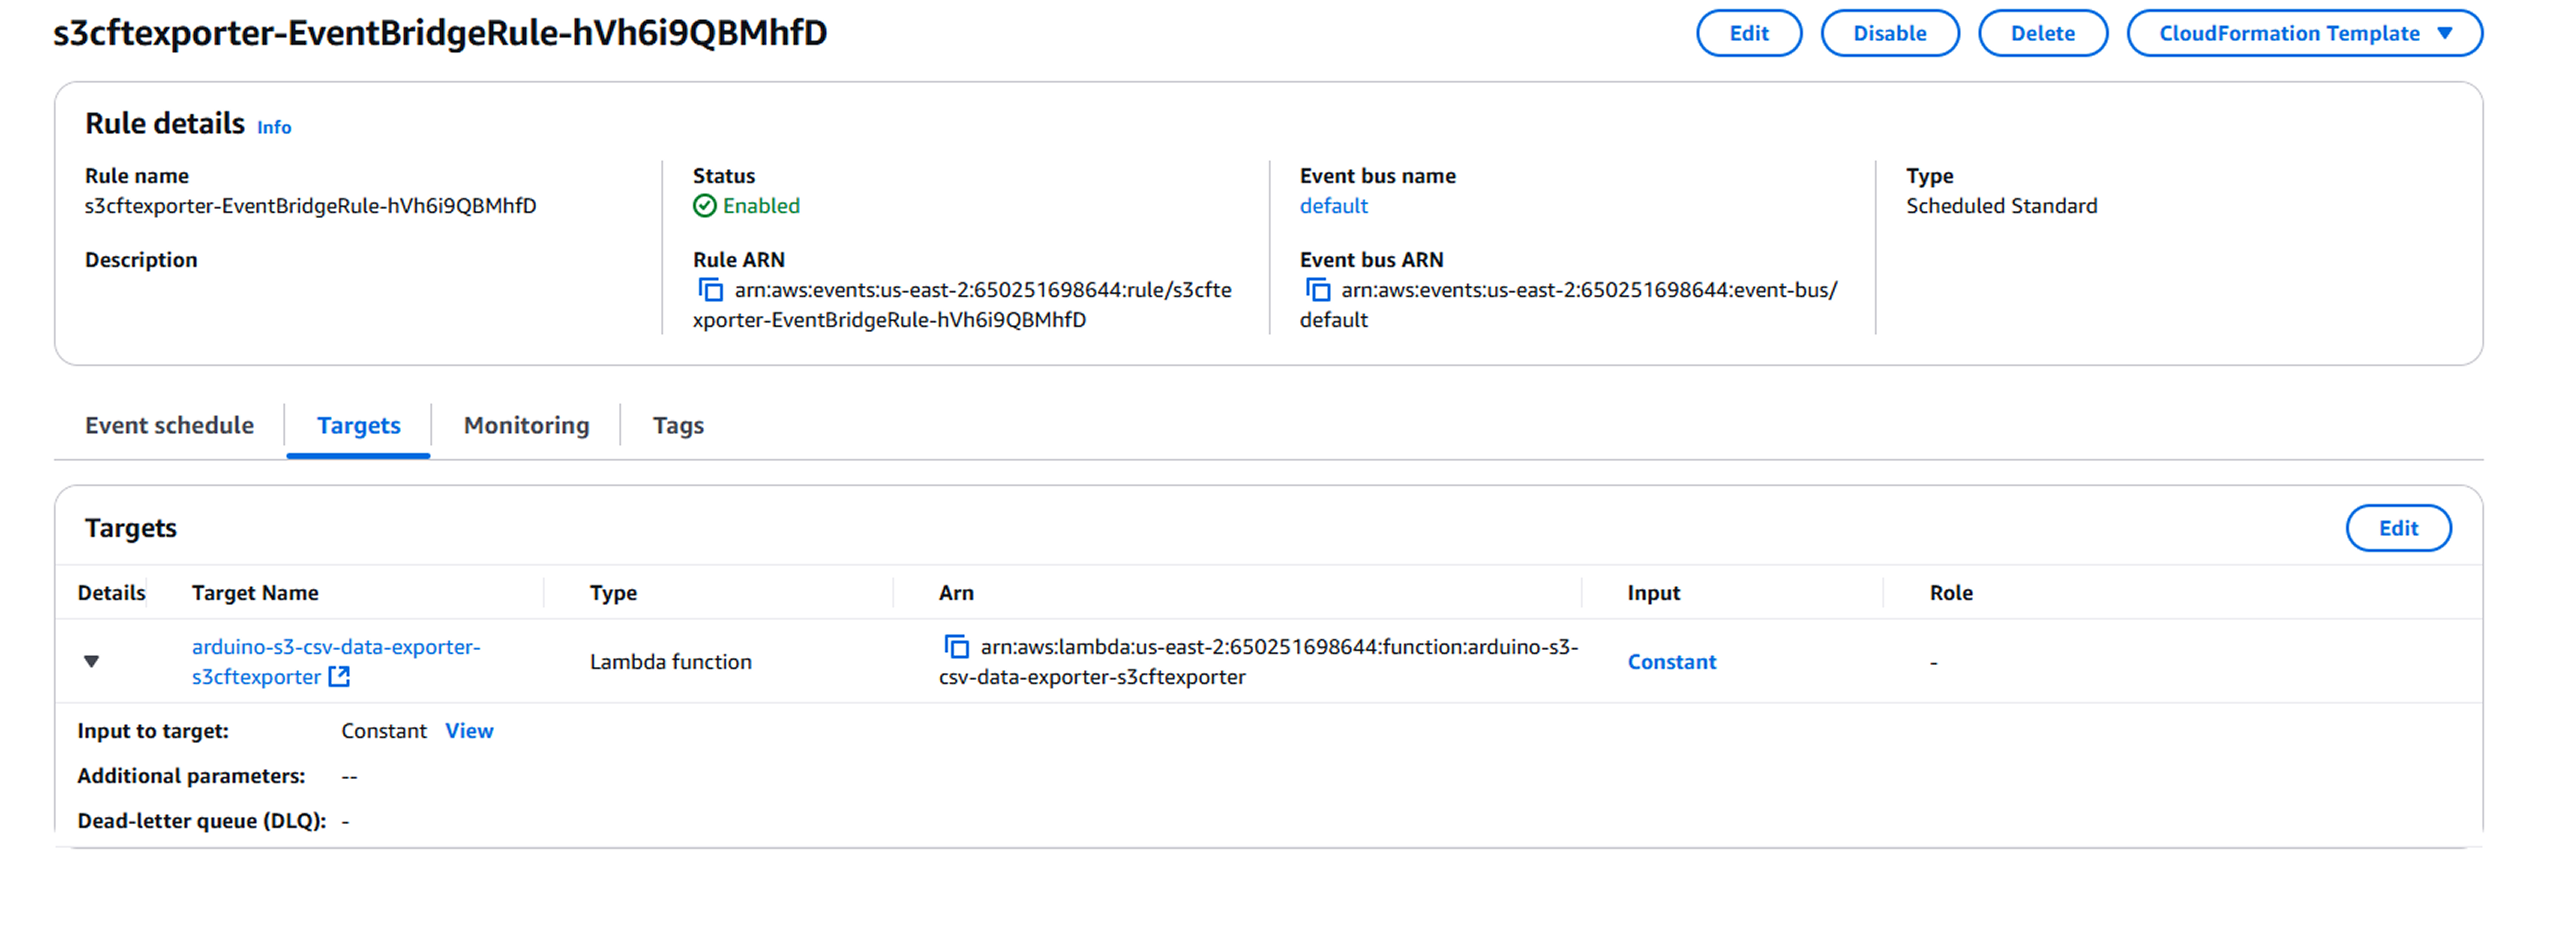 s3cftexporter-EventBridgeRule-hVh6i9QBMhfD
Edit
Disable
Delete
CloudFormation Template
Rule details Info
Rule name
s3cftexporter-EventBridgeRule-hVh6i9QBMhfD
Description
Status
Enabled
Rule ARN
arn:aws:events:us-east-2:650251698644:rule/s3cfte
xporter-EventBridgeRule-hVh6i9QBMhfD
Event bus name
default
Event bus ARN
arn:aws:events:us-east-2:650251698644:event-bus/
default
Type
Scheduled Standard
Event schedule
Targets
Monitoring
Tags
Targets
Edit
Details
Target Name
Type
Arn
Input
Role
arduino-s3-csv-data-exporter-
s3cftexporter
Lambda function
arn:aws:lambda:us-east-2:650251698644:function:arduino-s3-
csv-data-exporter-s3cftexporter
Constant
-
Input to target: Constant View
Additional parameters: --
Dead-letter queue (DLQ): -